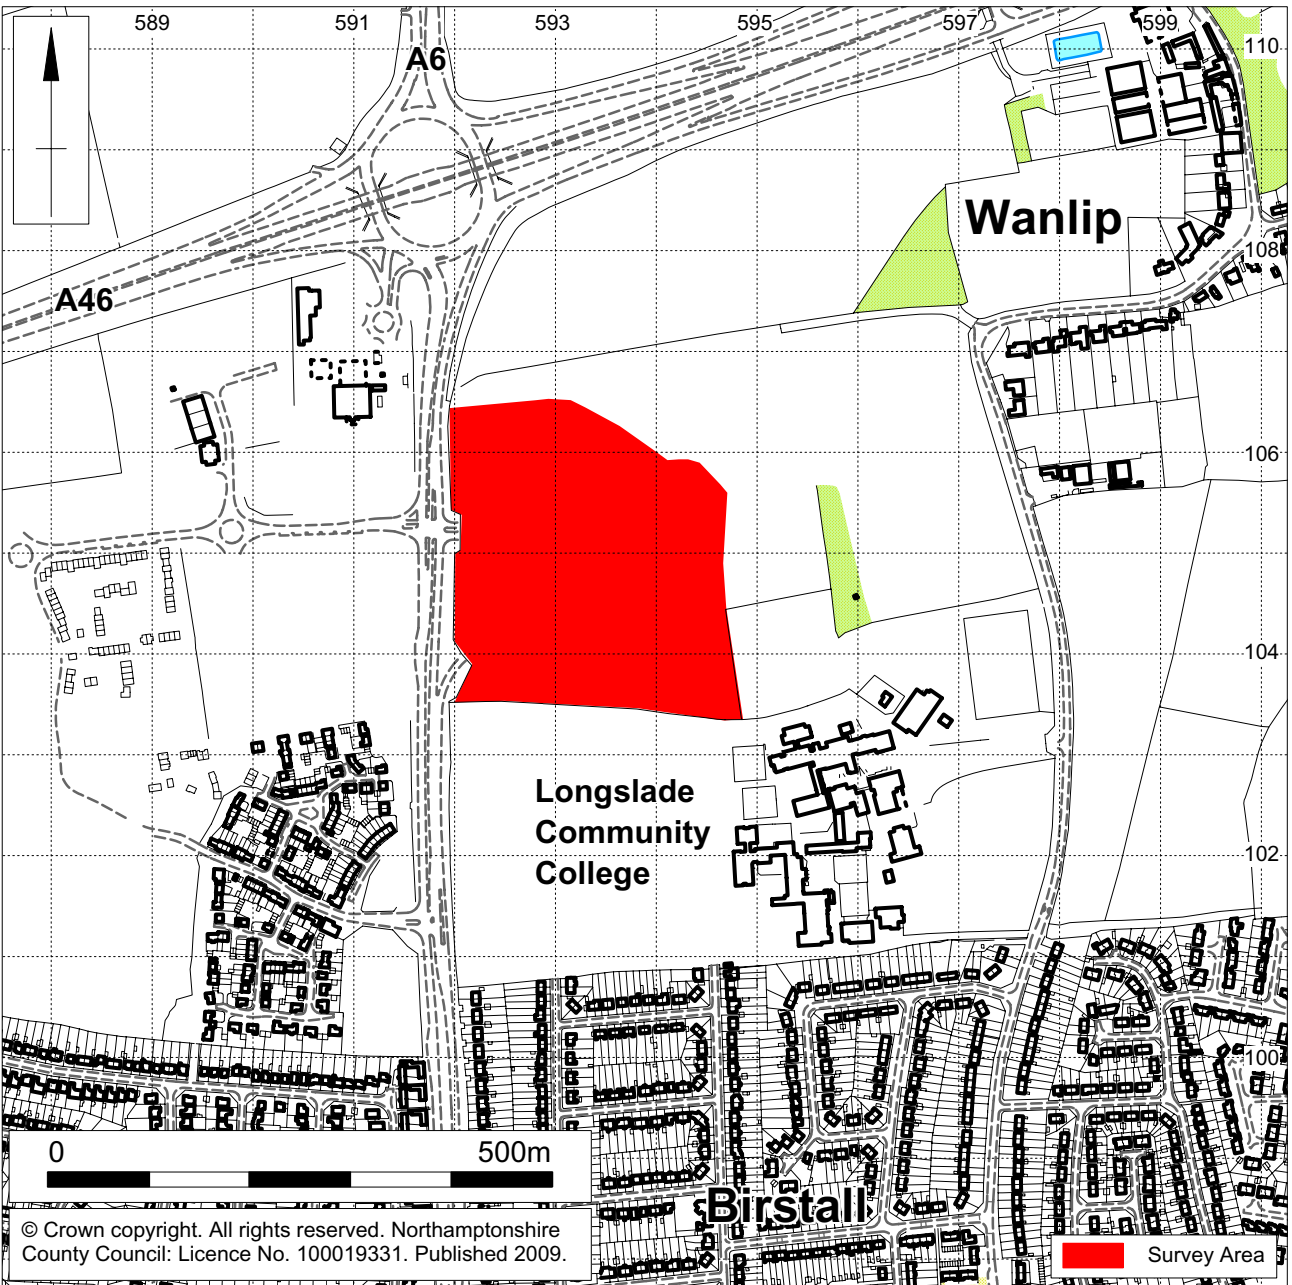 589 591 593 595 597 599
A6
110
Wanlip
108
A46
106
104
Longslade
Community
College
102
100
0 500m
Birstall
© Crown copyright. All rights reserved. Northamptonshire
County Council: Licence No. 100019331. Published 2009.
Survey Area